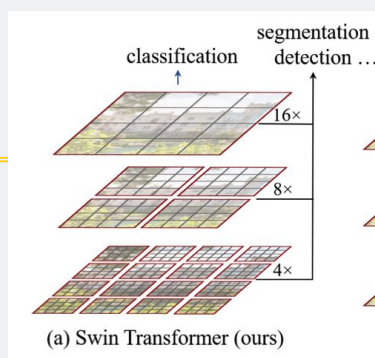 segmentation
classification detection ...
16×
8×
4×
(a) Swin Transformer (ours)